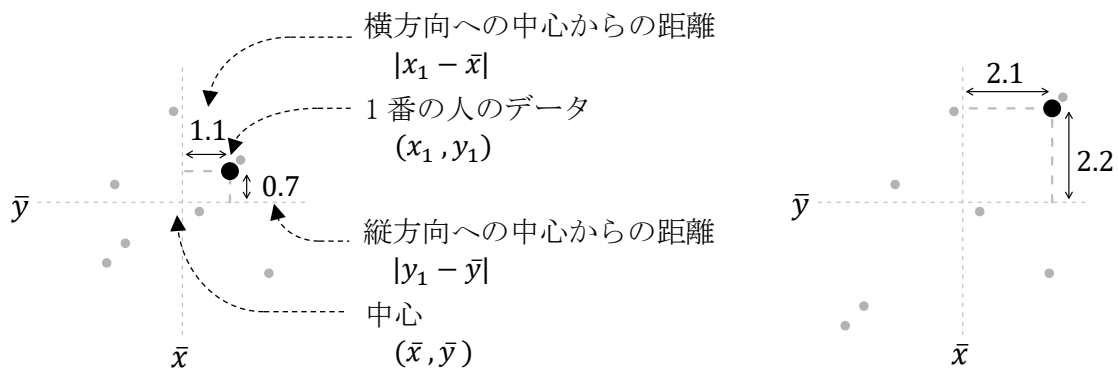 横方向への中心からの距離
|x₁ − x̄|
1番の人のデータ
(x₁ , y₁)
1.1
0.7
ȳ
縦方向への中心からの距離
|y₁ − ȳ|
中心
(x̄ , ȳ)
x̄
2.1
2.2
ȳ
x̄